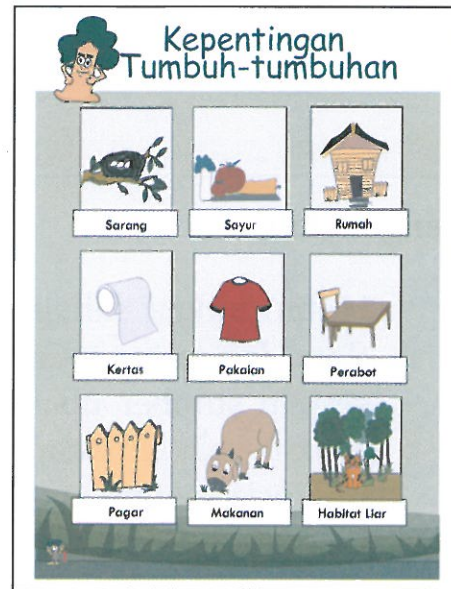 Kepentingan
Tumbuh-tumbuhan
Sarang
Sayur
Rumah
Kertas
Pakaian
Perabot
Pagar
Makanan
Habitat Liar